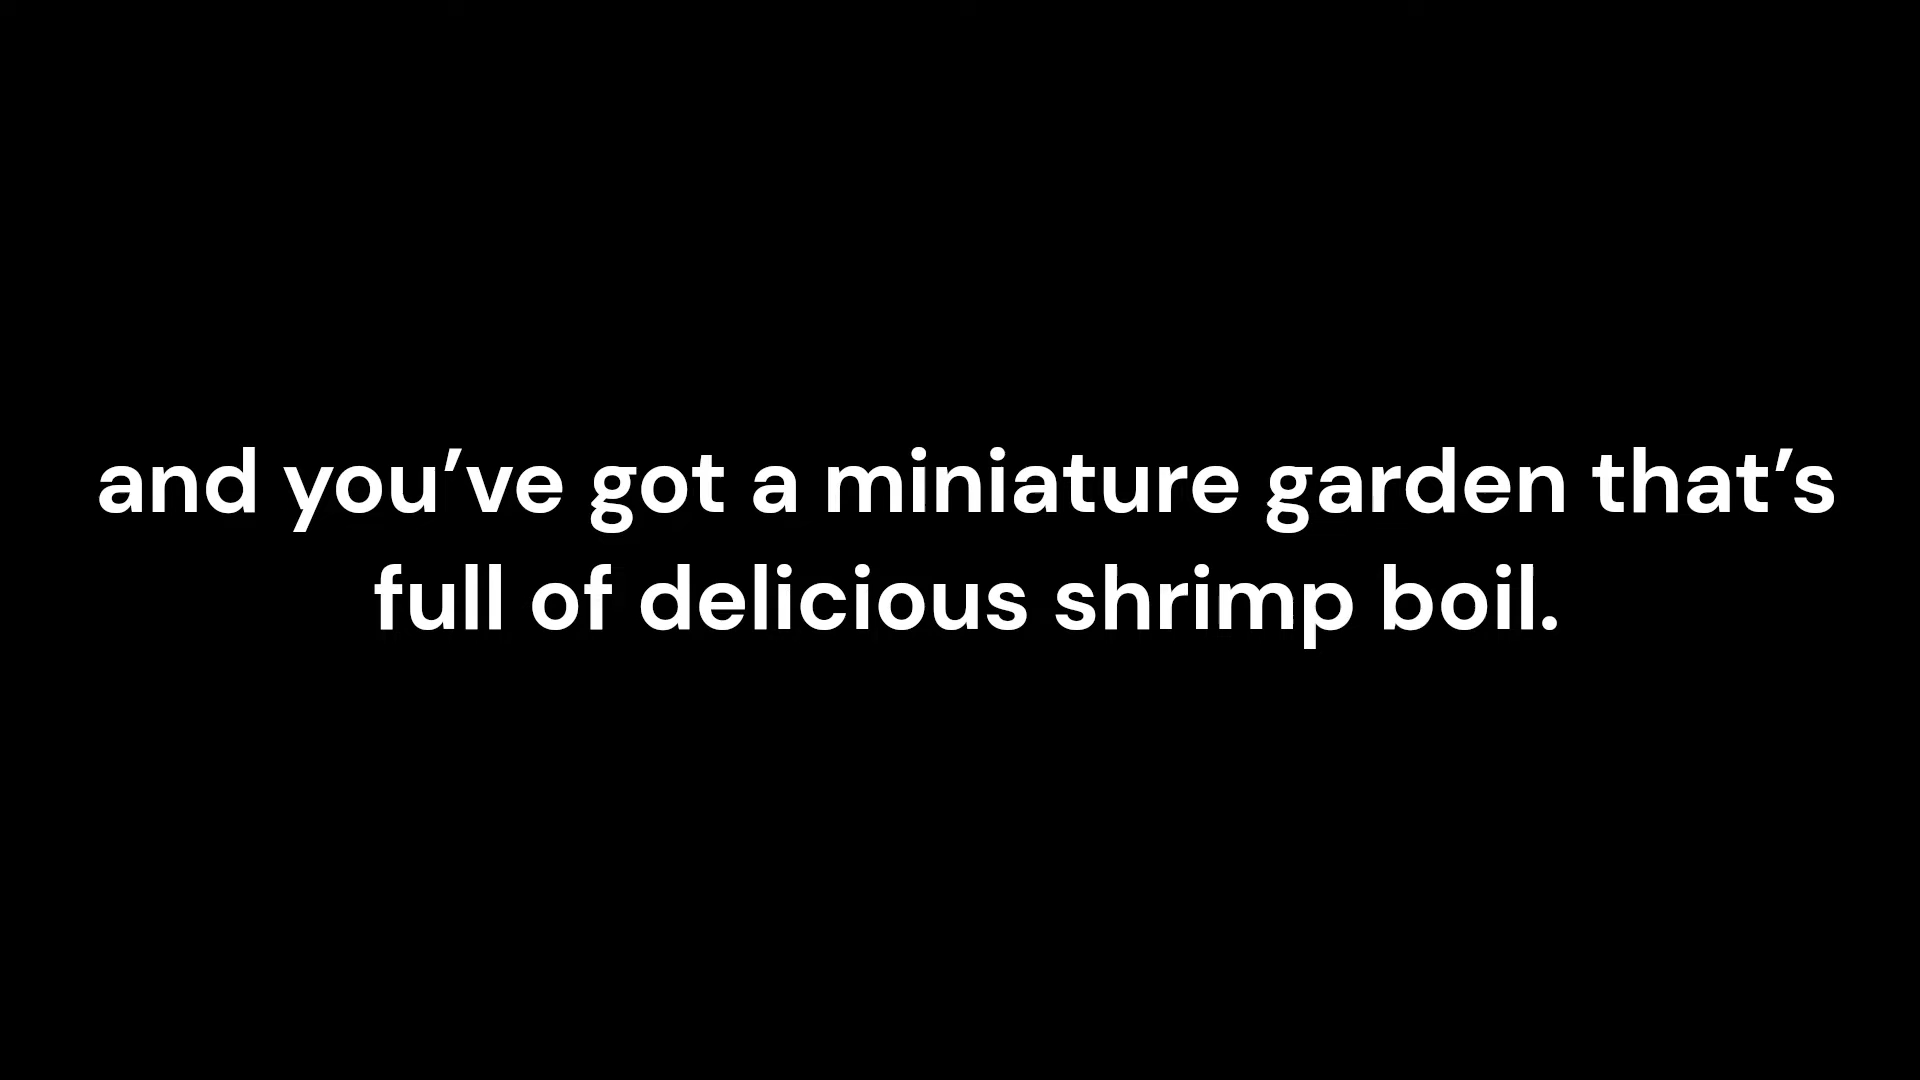 and you’ve got a miniature garden that’s
full of delicious shrimp boil.